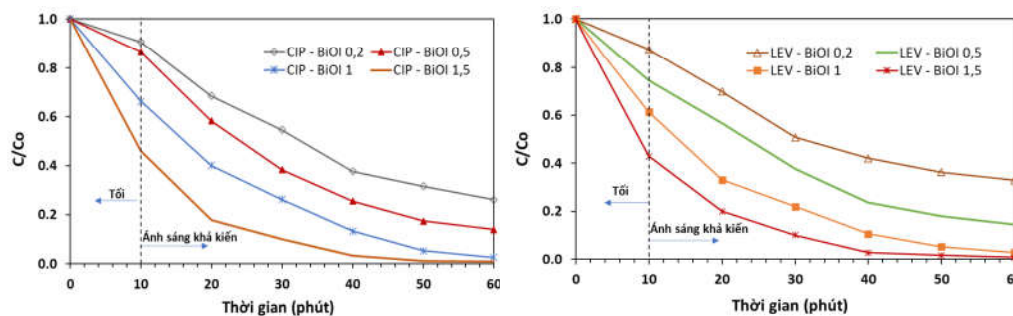 1.0
0.8
0.6
0.4
0.2
0.0
C/Co
CIP - BiOI 0,2 CIP - BiOI 0,5
CIP - BiOI 1 CIP - BiOI 1,5
Tối
Ánh sáng khả kiến
0 10 20 30 40 50 60
Thời gian (phút)
1.0
0.8
0.6
0.4
0.2
0.0
C/Co
LEV - BiOI 0,2 LEV - BiOI 0,5
LEV - BiOI 1 LEV - BiOI 1,5
Tối
Ánh sáng khả kiến
0 10 20 30 40 50 60
Thời gian (phút)